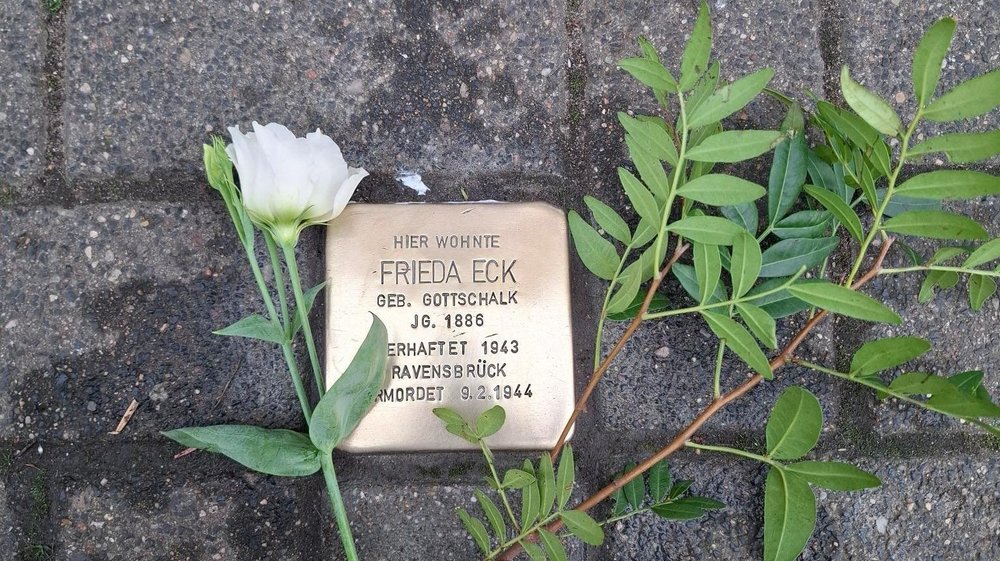 HIER WOHNTE
FRIEDA ECK
GEB. GOTTSCHALK
JG. 1886
ERHAFTET 1943
RAVENSBRÜCK
RMORDET 9.2.1944